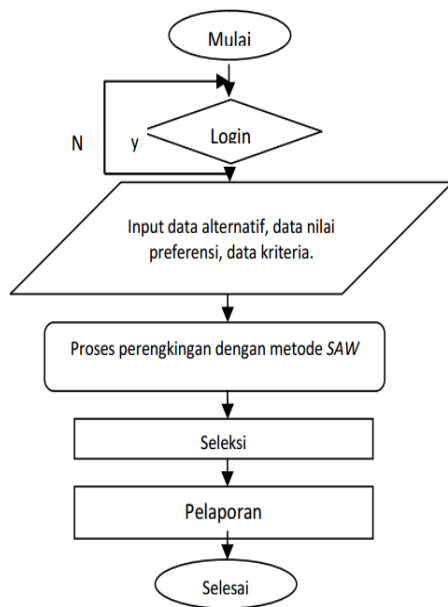 Mulai
Login
N y
Input data alternatif, data nilai
preferensi, data kriteria.
Proses perengkingan dengan metode SAW
Seleksi
Pelaporan
Selesai